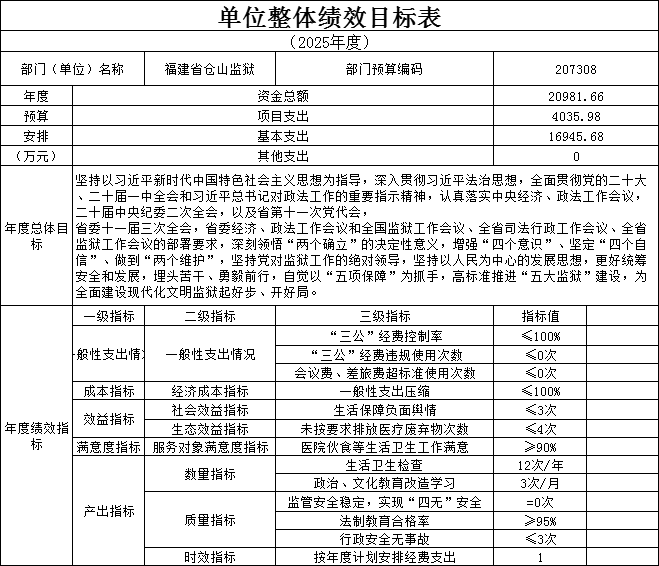 单位整体绩效目标表
（2025年度）
部门（单位）名称 福建省仓山监狱 部门预算编码 207308
年度 资金总额 20981.66
预算 项目支出 4035.98
安排 基本支出 16945.68
（万元） 其他支出 0
年度总体目标
坚持以习近平新时代中国特色社会主义思想为指导，深入贯彻习近平法治思想，全面贯彻党的二十大
、二十届一中全会和习近平总书记对政法工作的重要指示精神，认真落实中央经济、政法工作会议，
二十届中央纪委二次全会，以及省第十一次党代会，
省委十一届三次全会，省委经济、政法工作会议和全国监狱工作会议、全省司法行政工作会议、全省
监狱工作会议的部署要求，深刻领悟“两个确立”的决定性意义，增强“四个意识”、坚定“四个自
信”、做到“两个维护”，坚持党对监狱工作的绝对领导，坚持以人民为中心的发展思想，更好统筹
安全和发展，埋头苦干、勇毅前行，自觉以“五项保障”为抓手，高标准推进“五大监狱”建设，为
全面建设现代化文明监狱起好步、开好局。
年度绩效指标
一级指标 二级指标 三级指标 指标值
一般性支出情况 一般性支出情况 “三公”经费控制率 ≤100%
“三公”经费违规使用次数 ≤0次
会议费、差旅费超标准使用次数 ≤0次
成本指标 经济成本指标 一般性支出压缩 ≤100%
效益指标 社会效益指标 生活保障负面舆情 ≤3次
生态效益指标 未按要求排放医疗废弃物次数 ≤4次
满意度指标 服务对象满意度指标 医院伙食等生活卫生工作满意 ≥90%
产出指标 数量指标 生活卫生检查 12次/年
政治、文化教育改造学习 3次/月
质量指标 监管安全稳定，实现“四无”安全 =0次
法制教育合格率 ≥95%
行政安全无事故 ≤3次
时效指标 按年度计划安排经费支出 1